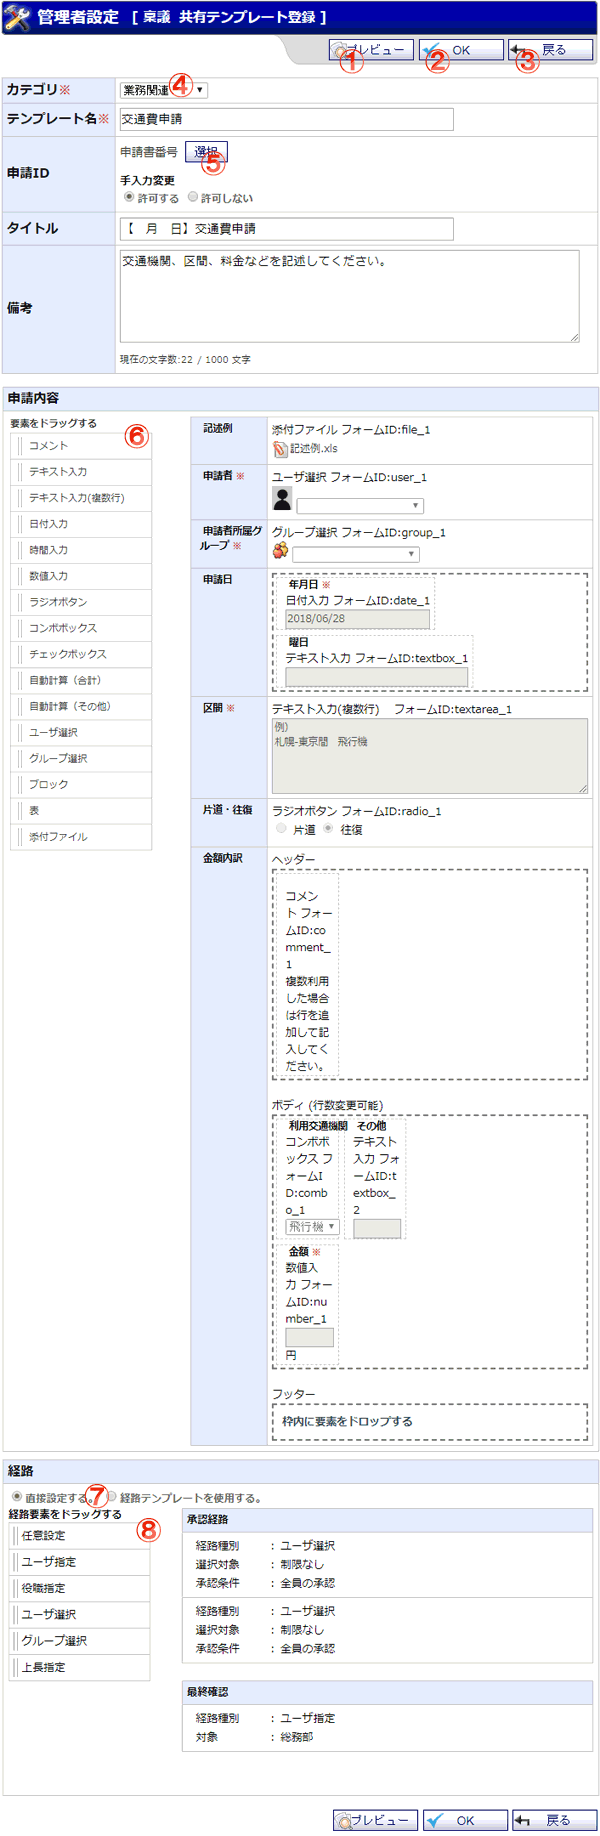 管理者設定 [ 稟議 共有テンプレート登録 ]
プレビュー OK 戻る
① ② ③
カテゴリ※ 業務関連 ④
テンプレート名※ 交通費申請
申請ID 申請書番号 選択 ⑤
手入力変更
許可する 許可しない
タイトル 【 月 日】交通費申請
備考 交通機関、区間、料金などを記述してください。
現在の文字数:22 / 1000 文字
申請内容
要素をドラッグする ⑥
コメント
テキスト入力
テキスト入力(複数行)
日付入力
時間入力
数値入力
ラジオボタン
コンボボックス
チェックボックス
自動計算（合計）
自動計算（その他）
ユーザ選択
グループ選択
ブロック
表
添付ファイル
記述例 添付ファイル フォームID:file_1
記述例.xls
申請者 ※ ユーザ選択 フォームID:user_1
申請者所属グ
ループ ※
グループ選択 フォームID:group_1
申請日 年月日 ※
日付入力 フォームID:date_1
2018/06/28
曜日
テキスト入力 フォームID:textbox_1
区間 ※ テキスト入力(複数行) フォームID:textarea_1
例)
札幌-東京間 飛行機
片道・往復 ラジオボタン フォームID:radio_1
片道 往復
金額内訳 ヘッダー
コメン
ト フォー
ムID:co
mment_
1
複数利用
した場合
は行を追
加して記
入してく
ださい。
ボディ (行数変更可能)
利用交通機関
コンボボ
ックス フ
ォームI
D:comb
o_1
飛行機
その他
テキスト
入力 フォ
ームID:t
extbox_
2
金額 ※
数値入
力 フォー
ムID:nu
mber_1
円
フッター
枠内に要素をドロップする
経路
直接設定する。 ⑦ 経路テンプレートを使用する。
経路要素をドラッグする ⑧
任意設定
ユーザ指定
役職指定
ユーザ選択
グループ選択
上長指定
承認経路
経路種別 : ユーザ選択
選択対象 : 制限なし
承認条件 : 全員の承認
経路種別 : ユーザ選択
選択対象 : 制限なし
承認条件 : 全員の承認
最終確認
経路種別 : ユーザ指定
対象 : 総務部
プレビュー OK 戻る